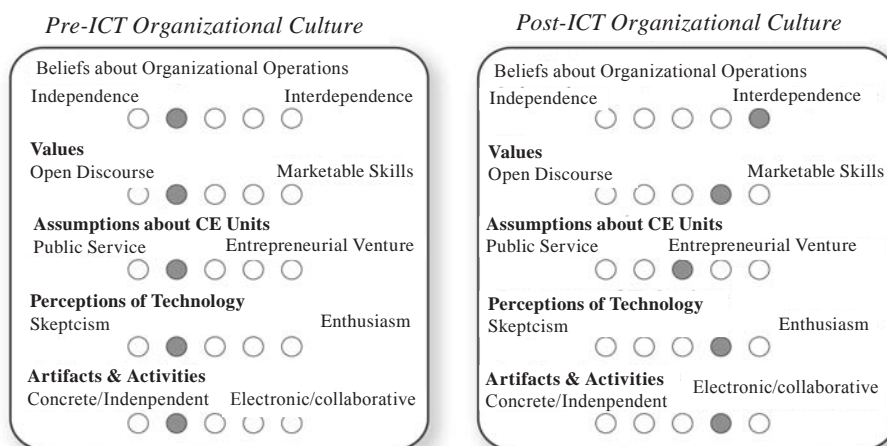 Pre-ICT Organizational Culture
Beliefs about Organizational Operations
Independence Interdependence
Values
Open Discourse Marketable Skills
Assumptions about CE Units
Public Service Entrepreneurial Venture
Perceptions of Technology
Skeptcism Enthusiasm
Artifacts & Activities
Concrete/Indenpendent Electronic/collaborative
Post-ICT Organizational Culture
Beliefs about Organizational Operations
Independence Interdependence
Values
Open Discourse Marketable Skills
Assumptions about CE Units
Public Service Entrepreneurial Venture
Perceptions of Technology
Skeptcism Enthusiasm
Artifacts & Activities
Concrete/Indenpendent Electronic/collaborative